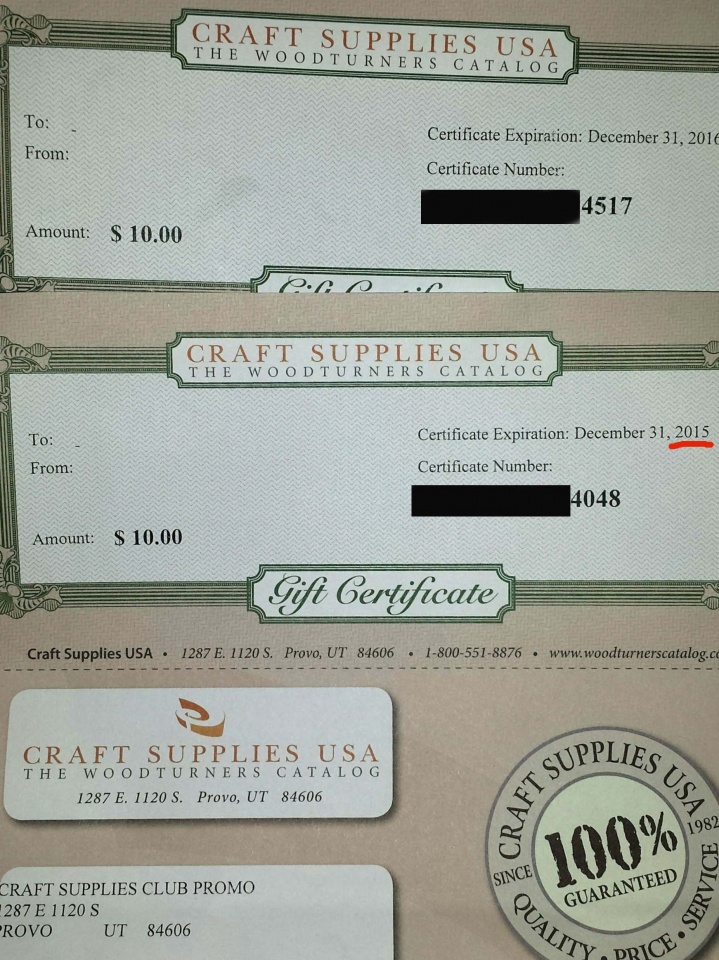 CRAFT SUPPLIES USA
THE WOODTURNERS CATALOG
To: -
From:
Certificate Expiration: December 31, 2016
Certificate Number:
4517
Amount: $ 10.00
CRAFT SUPPLIES USA
THE WOODTURNERS CATALOG
To: -
From:
Certificate Expiration: December 31, 2015
Certificate Number:
4048
Amount: $ 10.00
Gift Certificate
Craft Supplies USA • 1287 E. 1120 S. Provo, UT 84606 • 1-800-551-8876 • www.woodturnerscatalog.co
CRAFT SUPPLIES USA
THE WOODTURNERS CATALOG
1287 E. 1120 S. Provo, UT 84606
CRAFT SUPPLIES USA
SINCE 1982
100%
GUARANTEED
QUALITY • PRICE • SERVICE
CRAFT SUPPLIES CLUB PROMO
1287 E 1120 S
PROVO UT 84606